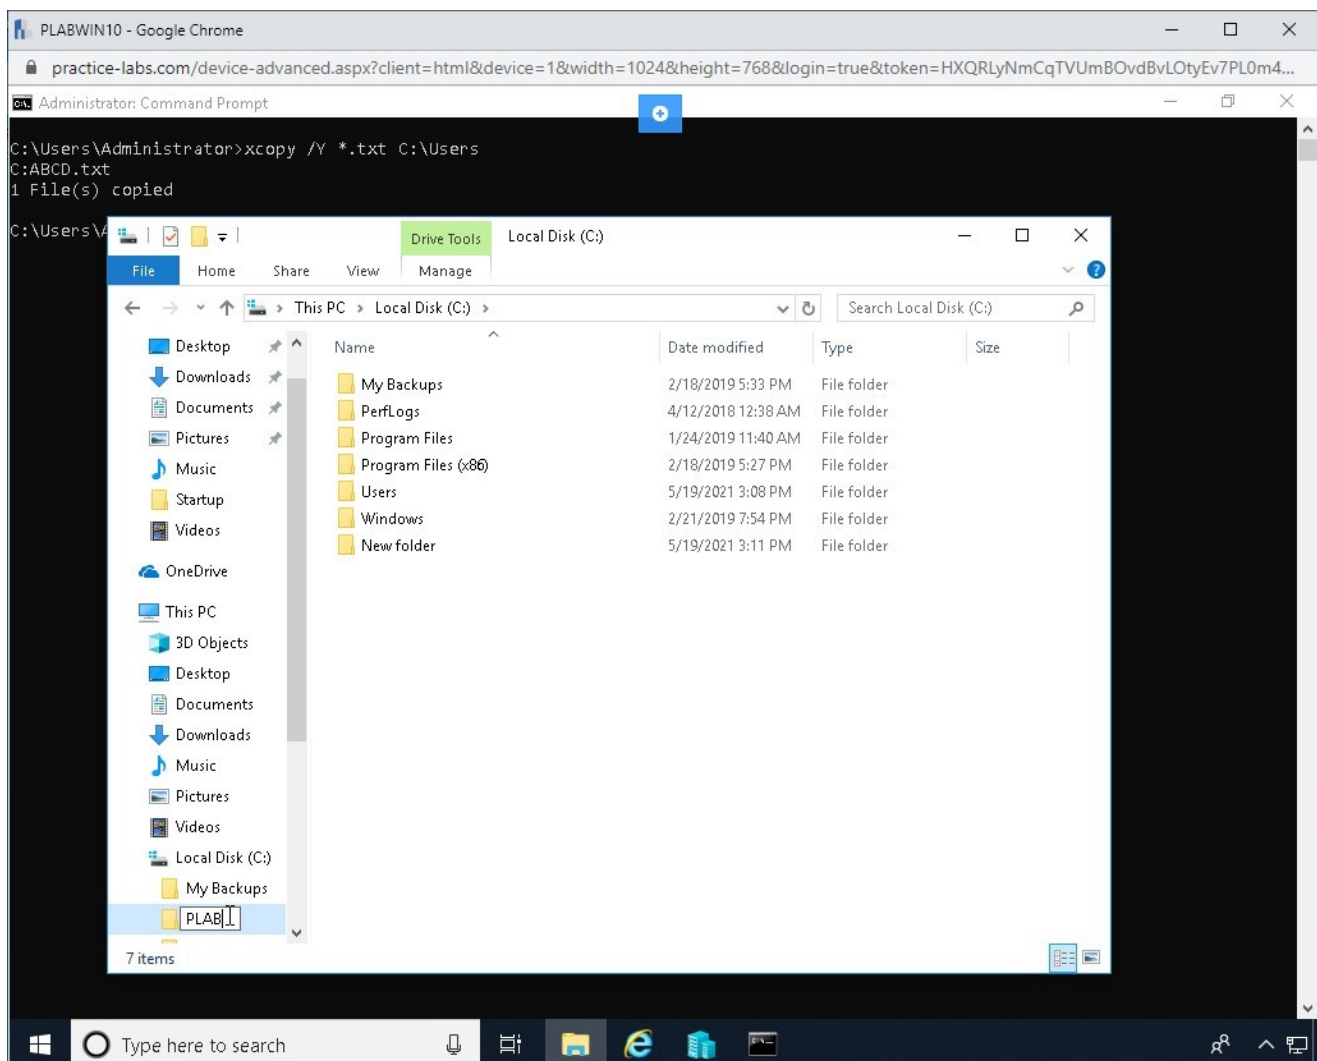 PLABWIN10 - Google Chrome
practice-labs.com/device-advanced.aspx?client=html&device=1&width=1024&height=768&login=true&token=HXQRLyNmCqTVUmBOvdBvLOtyEv7PL0m4...
Administrator: Command Prompt
C:\Users\Administrator>xcopy /Y *.txt C:\Users
C:ABCD.txt
1 File(s) copied
C:\Users\A
Drive Tools Local Disk (C:)
File Home Share View Manage
This PC > Local Disk (C:) >
Search Local Disk (C:)
Name Date modified Type Size
My Backups 2/18/2019 5:33 PM File folder
PerfLogs 4/12/2018 12:38 AM File folder
Program Files 1/24/2019 11:40 AM File folder
Program Files (x86) 2/18/2019 5:27 PM File folder
Users 5/19/2021 3:08 PM File folder
Windows 2/21/2019 7:54 PM File folder
New folder 5/19/2021 3:11 PM File folder
Desktop
Downloads
Documents
Pictures
Music
Startup
Videos
OneDrive
This PC
3D Objects
Desktop
Documents
Downloads
Music
Pictures
Videos
Local Disk (C:)
My Backups
PLAB
7 items
Type here to search